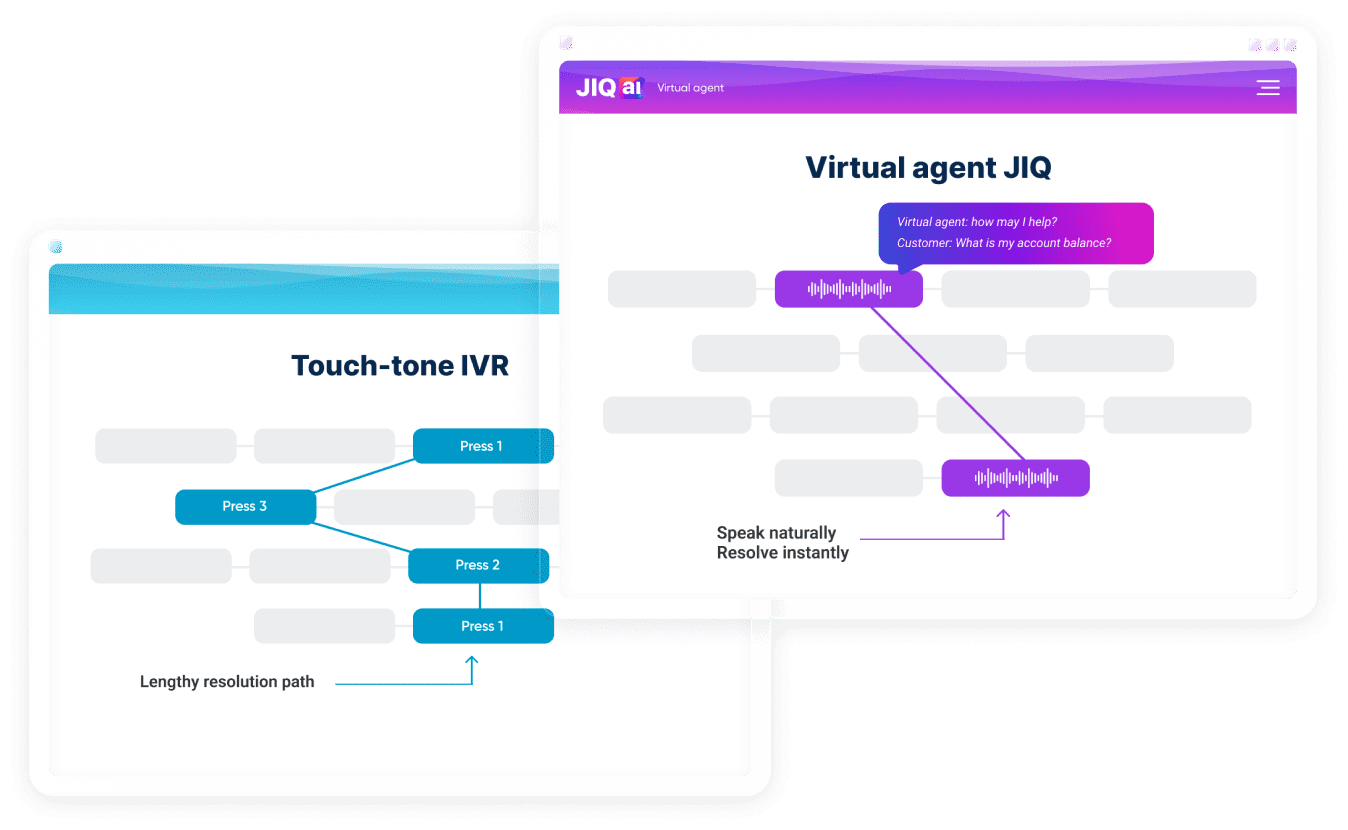 JIQ ai Virtual agent
Virtual agent JIQ
Virtual agent: how may I help?
Customer: What is my account balance?
Speak naturally
Resolve instantly
Touch-tone IVR
Press 1
Press 3
Press 2
Press 1
Lengthy resolution path